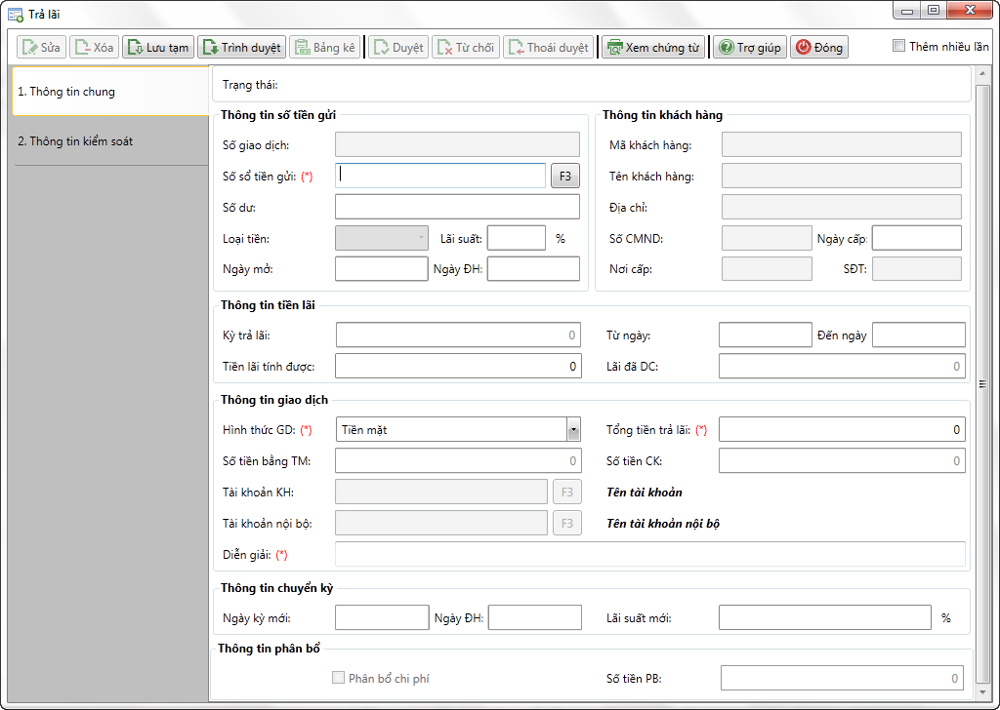 Trả lãi
Sửa Xóa Lưu tạm Trình duyệt Bảng kê Duyệt Từ chối Thoái duyệt Xem chứng từ Trợ giúp Đóng Thêm nhiều lần
1. Thông tin chung
2. Thông tin kiểm soát
Trạng thái:
Thông tin sổ tiền gửi
Số giao dịch:
Số sổ tiền gửi: (*) F3
Số dư:
Loại tiền: Lãi suất: %
Ngày mở: Ngày ĐH:
Thông tin khách hàng
Mã khách hàng:
Tên khách hàng:
Địa chỉ:
Số CMND: Ngày cấp:
Nơi cấp: SĐT:
Thông tin tiền lãi
Kỳ trả lãi: 0 Từ ngày: Đến ngày
Tiền lãi tính được: 0 Lãi đã DC: 0
Thông tin giao dịch
Hình thức GD: (*) Tiền mặt Tổng tiền trả lãi: (*) 0
Số tiền bằng TM: 0 Số tiền CK: 0
Tài khoản KH: F3 Tên tài khoản
Tài khoản nội bộ: F3 Tên tài khoản nội bộ
Diễn giải: (*)
Thông tin chuyển kỳ
Ngày kỳ mới: Ngày ĐH: Lãi suất mới: %
Thông tin phân bổ
Phân bổ chi phí Số tiền PB: 0